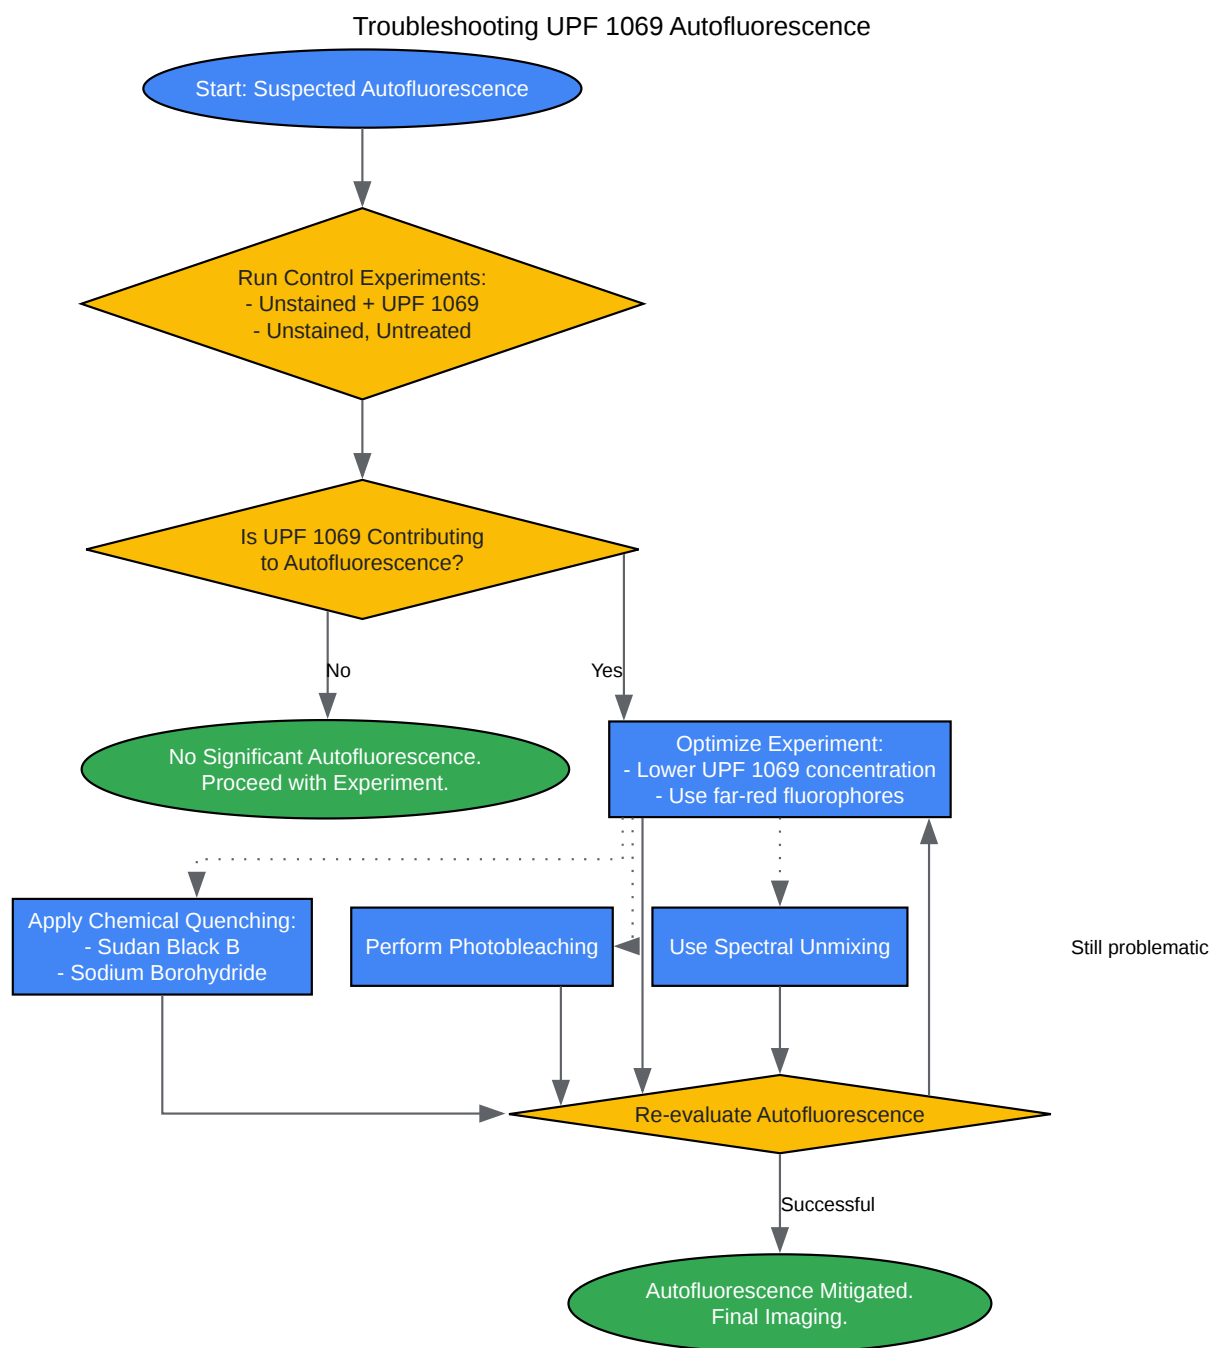 Troubleshooting UPF 1069 Autofluorescence
Start: Suspected Autofluorescence
Run Control Experiments:
- Unstained + UPF 1069
- Unstained, Untreated
Is UPF 1069 Contributing
to Autofluorescence?
No
Yes
No Significant Autofluorescence.
Proceed with Experiment.
Optimize Experiment:
- Lower UPF 1069 concentration
- Use far-red fluorophores
Apply Chemical Quenching:
- Sudan Black B
- Sodium Borohydride
Perform Photobleaching
Use Spectral Unmixing
Still problematic
Re-evaluate Autofluorescence
Successful
Autofluorescence Mitigated.
Final Imaging.